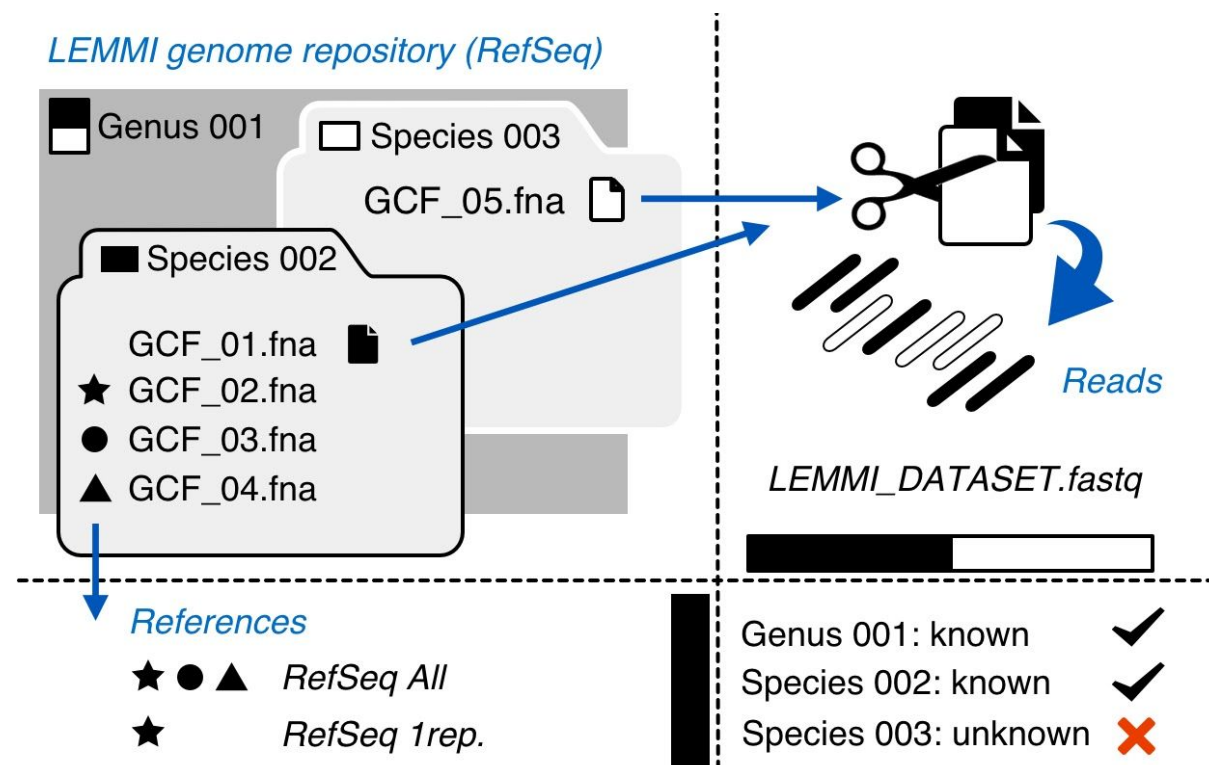 LEMMI genome repository (RefSeq)
Genus 001
Species 003
GCF_05.fna
Species 002
GCF_01.fna
GCF_02.fna
GCF_03.fna
GCF_04.fna
Reads
LEMMI_DATASET.fastq
References
RefSeq All
RefSeq 1rep.
Genus 001: known
Species 002: known
Species 003: unknown